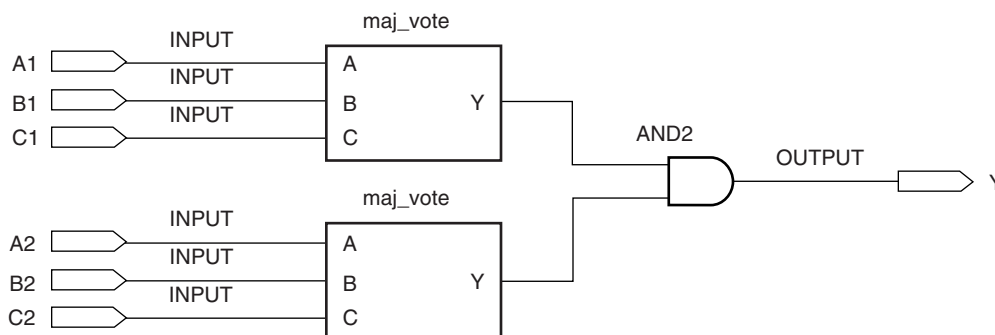 maj_vote
INPUT
A1
A
INPUT
B1
B
Y
INPUT
C1
C
AND2
OUTPUT
Y
maj_vote
INPUT
A2
A
INPUT
B2
B
Y
INPUT
C2
C